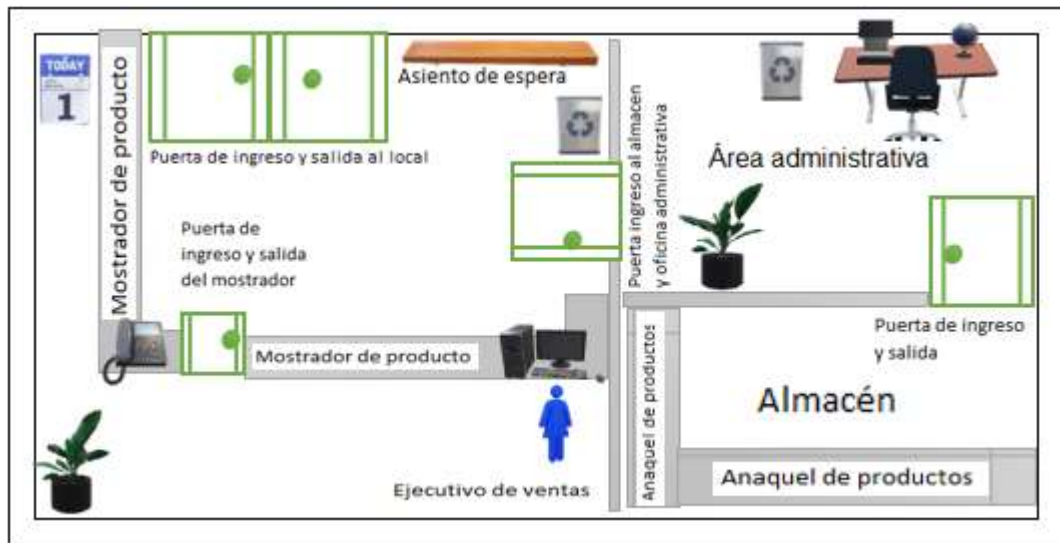 TODAY
1
Mostrador de producto
Puerta de ingreso y salida al local
Asiento de espera
Puerta de
ingreso y salida
del mostrador
Mostrador de producto
Ejecutivo de ventas
Puerta ingreso al almacen
y oficina administrativa
Área administrativa
Puerta de ingreso
y salida
Anaquel de productos
Almacén
Anaquel de productos